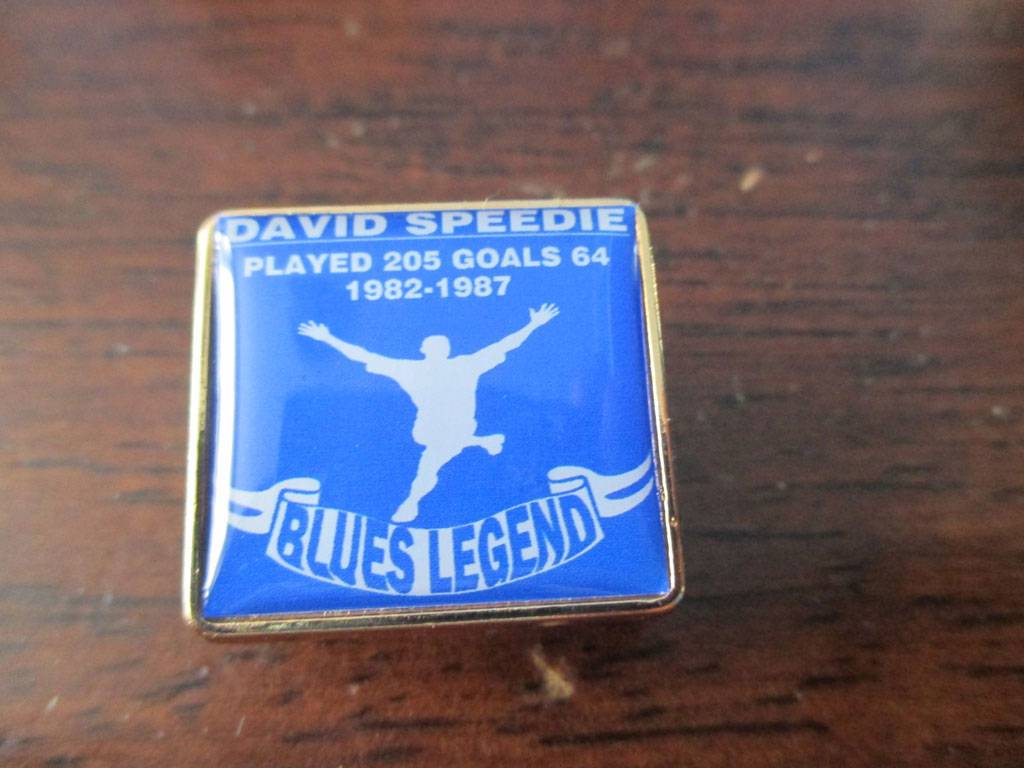 DAVID SPEEDIE
PLAYED 205 GOALS 64
1982-1987
BLUES LEGEND